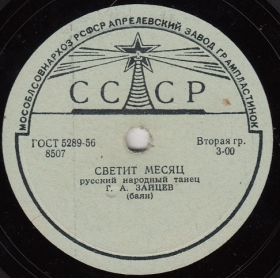 МОСОБЛСОВНАРХОЗ РСФСР АПРЕЛЕВСКИЙ ЗАВОД ГРАМПЛАСТИНОК
СССР
ГОСТ 5289-56 Вторая гр.
8507 3-00
СВЕТИТ МЕСЯЦ
русский народный танец
Г. А. ЗАЙЦЕВ
(баян)